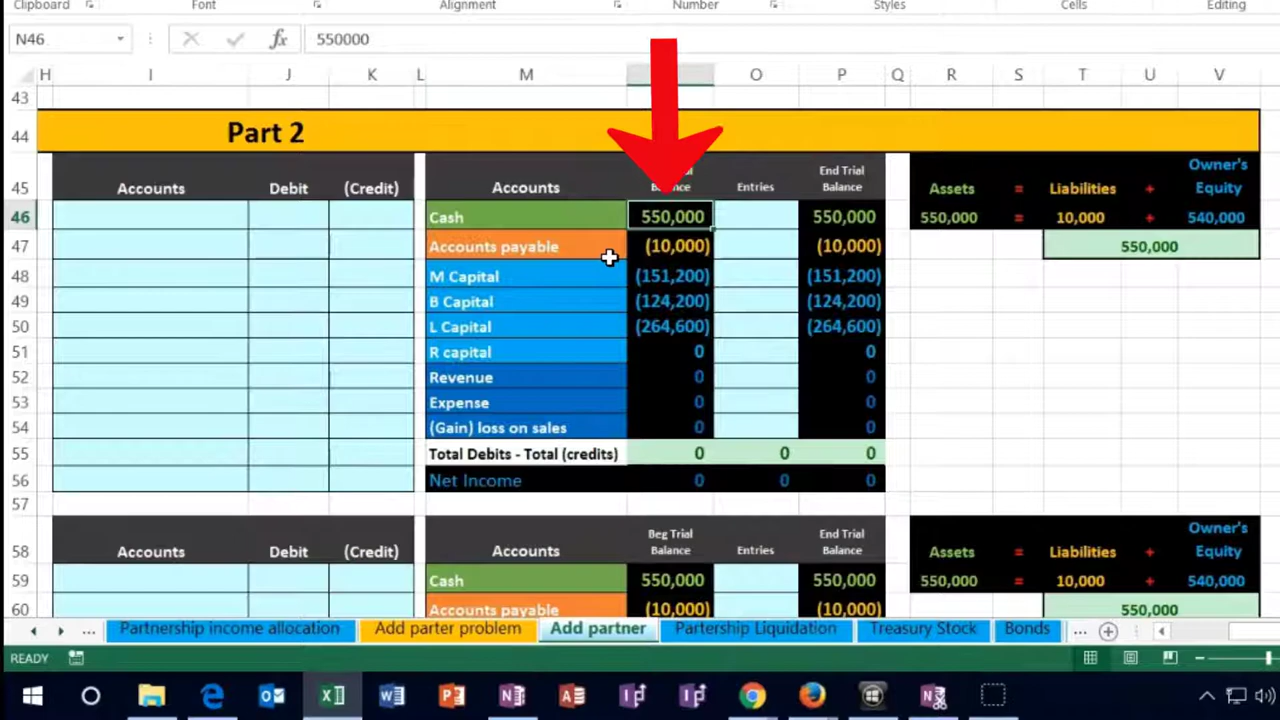 Clipboard Font Alignment Number Styles Cells Editing
N46 fx 550000
H I J K L M O P Q R S T U V
43
44 Part 2
45 Accounts Debit (Credit) Accounts Balance Entries End Trial Balance Assets = Liabilities + Owner's Equity
46 Cash 550,000 550,000 550,000 = 10,000 + 540,000
47 Accounts payable (10,000) (10,000) 550,000
48 M Capital (151,200) (151,200)
49 B Capital (124,200) (124,200)
50 L Capital (264,600) (264,600)
51 R capital 0 0
52 Revenue 0 0
53 Expense 0 0
54 (Gain) loss on sales 0 0
55 Total Debits - Total (credits) 0 0 0
56 Net Income 0 0 0
57
58 Accounts Debit (Credit) Accounts Beg Trial Balance Entries End Trial Balance Assets = Liabilities + Owner's Equity
59 Cash 550,000 550,000 550,000 = 10,000 + 540,000
60 Accounts payable (10,000) (10,000) 550,000
... Partnership income allocation Add parter problem Add partner Partership Liquidation Treasury Stock Bonds ...
READY